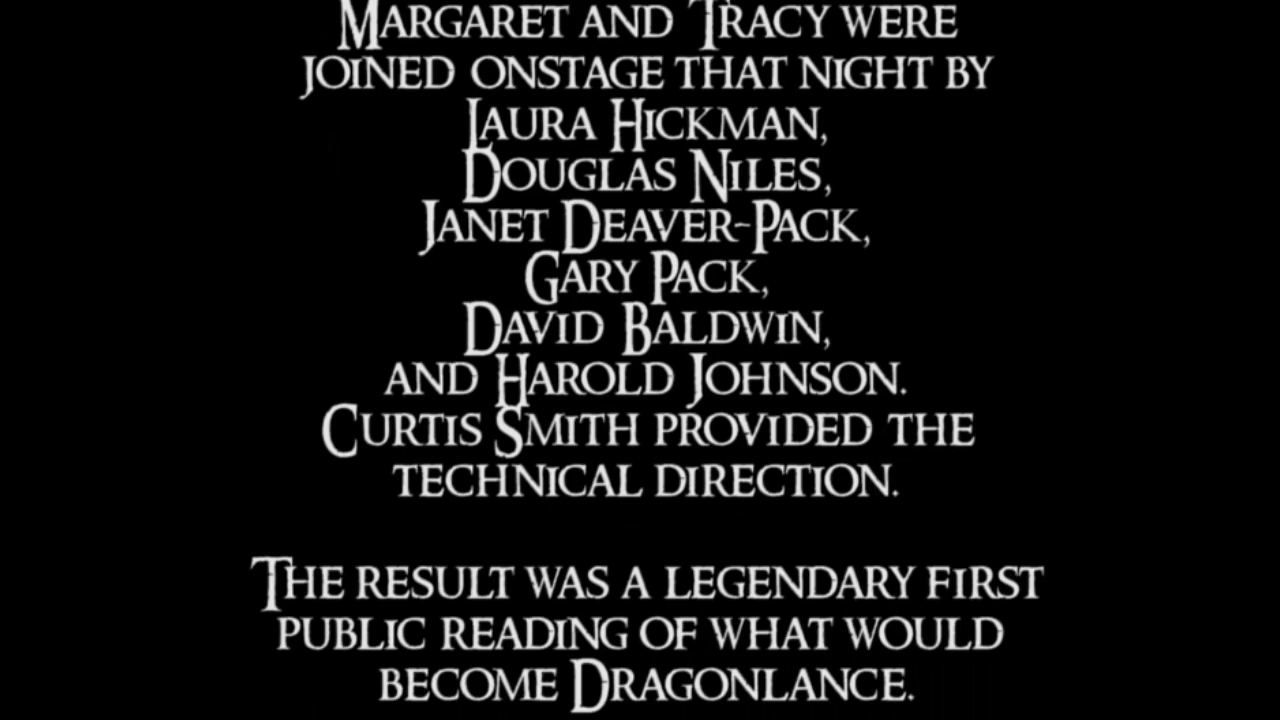 Margaret and Tracy were
joined onstage that night by
Laura Hickman,
Douglas Niles,
Janet Deaver-Pack,
Gary Pack,
David Baldwin,
and Harold Johnson.
Curtis Smith provided the
technical direction.
The result was a legendary first
public reading of what would
become Dragonlance.